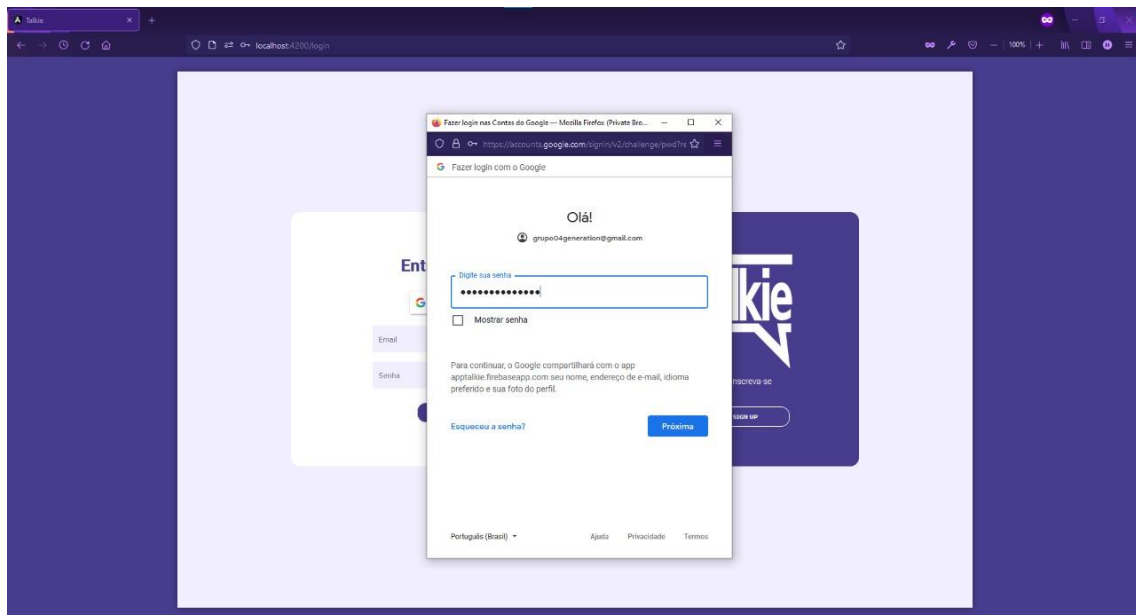 Talkie
localhost:4200/login
100%
Fazer login nas Contas do Google — Mozilla Firefox (Private Bro...
https://accounts.google.com/signin/v2/challenge/pwd?re
Fazer login com o Google
Olá!
grupo04generation@gmail.com
Digite sua senha
Mostrar senha
Para continuar, o Google compartilhará com o app
apptalkie.firebaseapp.com seu nome, endereço de e-mail, idioma
preferido e sua foto do perfil.
Esqueceu a senha?
Próxima
Português (Brasil)
Ajuda
Privacidade
Termos
Ent
G
Email
Senha
lkie
nscreva-se
SIGN UP